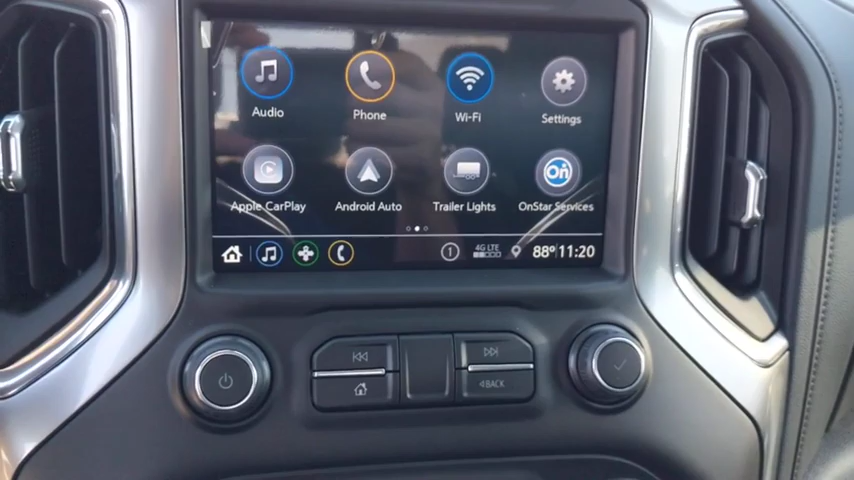 Audio Phone Wi-Fi Settings
Apple CarPlay Android Auto Trailer Lights OnStar Services
On
1 4G LTE 88° 11:20
BACK